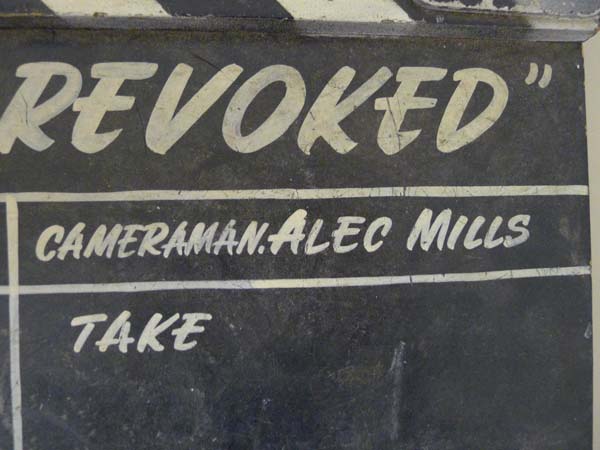 REVOKED"
CAMERAMAN. ALEC MILLS
TAKE